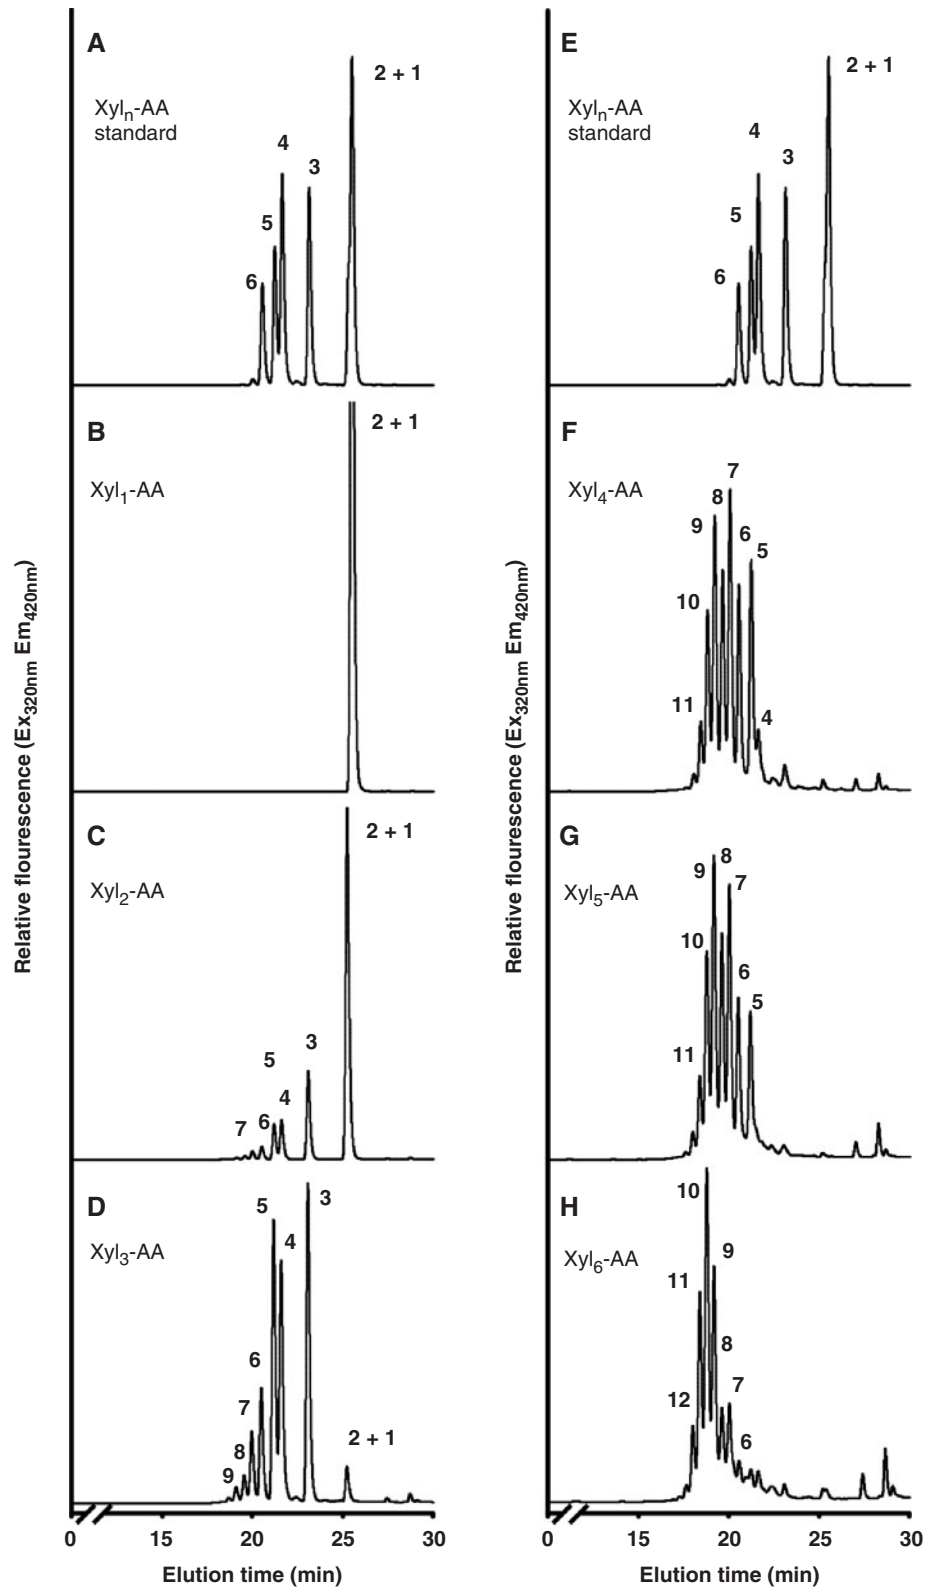 A
Xyln-AA
standard
6
5
4
3
2 + 1
B
Xyl1-AA
2 + 1
C
Xyl2-AA
7
6
5
4
3
2 + 1
D
Xyl3-AA
9
8
7
6
5
4
3
2 + 1
0
15
20
25
30
Elution time (min)
Relative flourescence (Ex320nm Em420nm)
E
Xyln-AA
standard
6
5
4
3
2 + 1
F
Xyl4-AA
11
10
9
8
7
6
5
4
G
Xyl5-AA
11
10
9
8
7
6
5
H
Xyl6-AA
12
11
10
9
8
7
6
0
15
20
25
30
Elution time (min)
Relative flourescence (Ex320nm Em420nm)